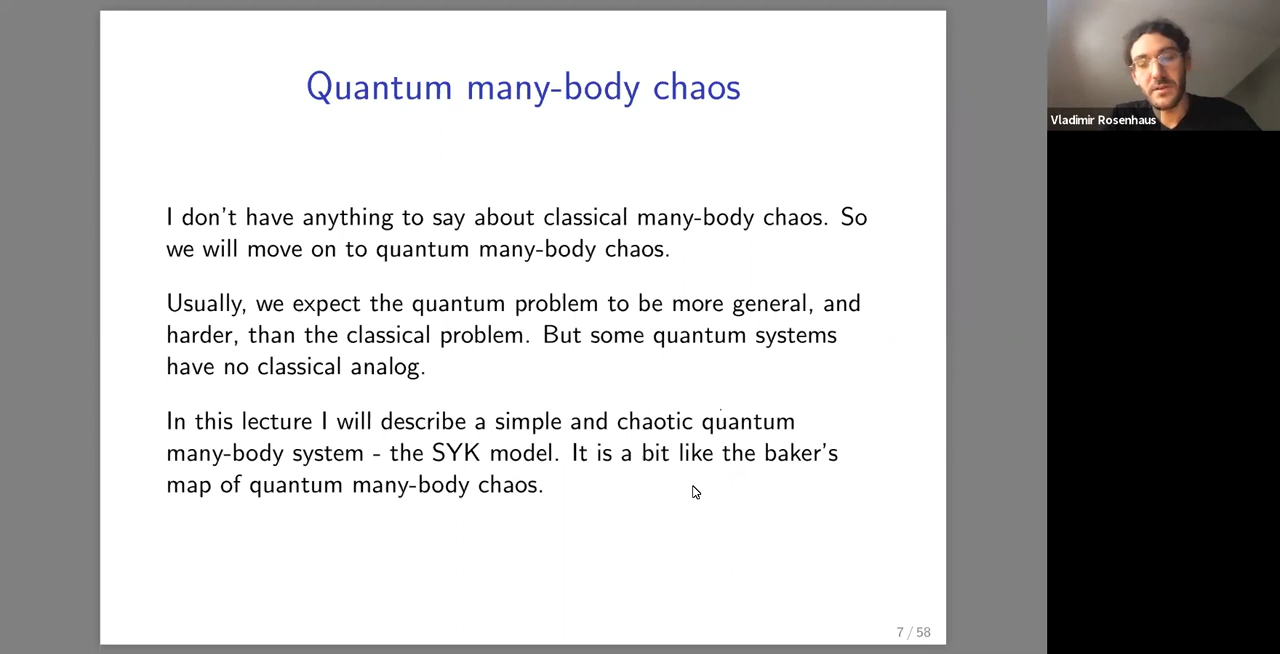 Quantum many-body chaos
I don't have anything to say about classical many-body chaos. So
we will move on to quantum many-body chaos.
Usually, we expect the quantum problem to be more general, and
harder, than the classical problem. But some quantum systems
have no classical analog.
In this lecture I will describe a simple and chaotic quantum
many-body system - the SYK model. It is a bit like the baker's
map of quantum many-body chaos.
7 / 58
Vladimir Rosenhaus